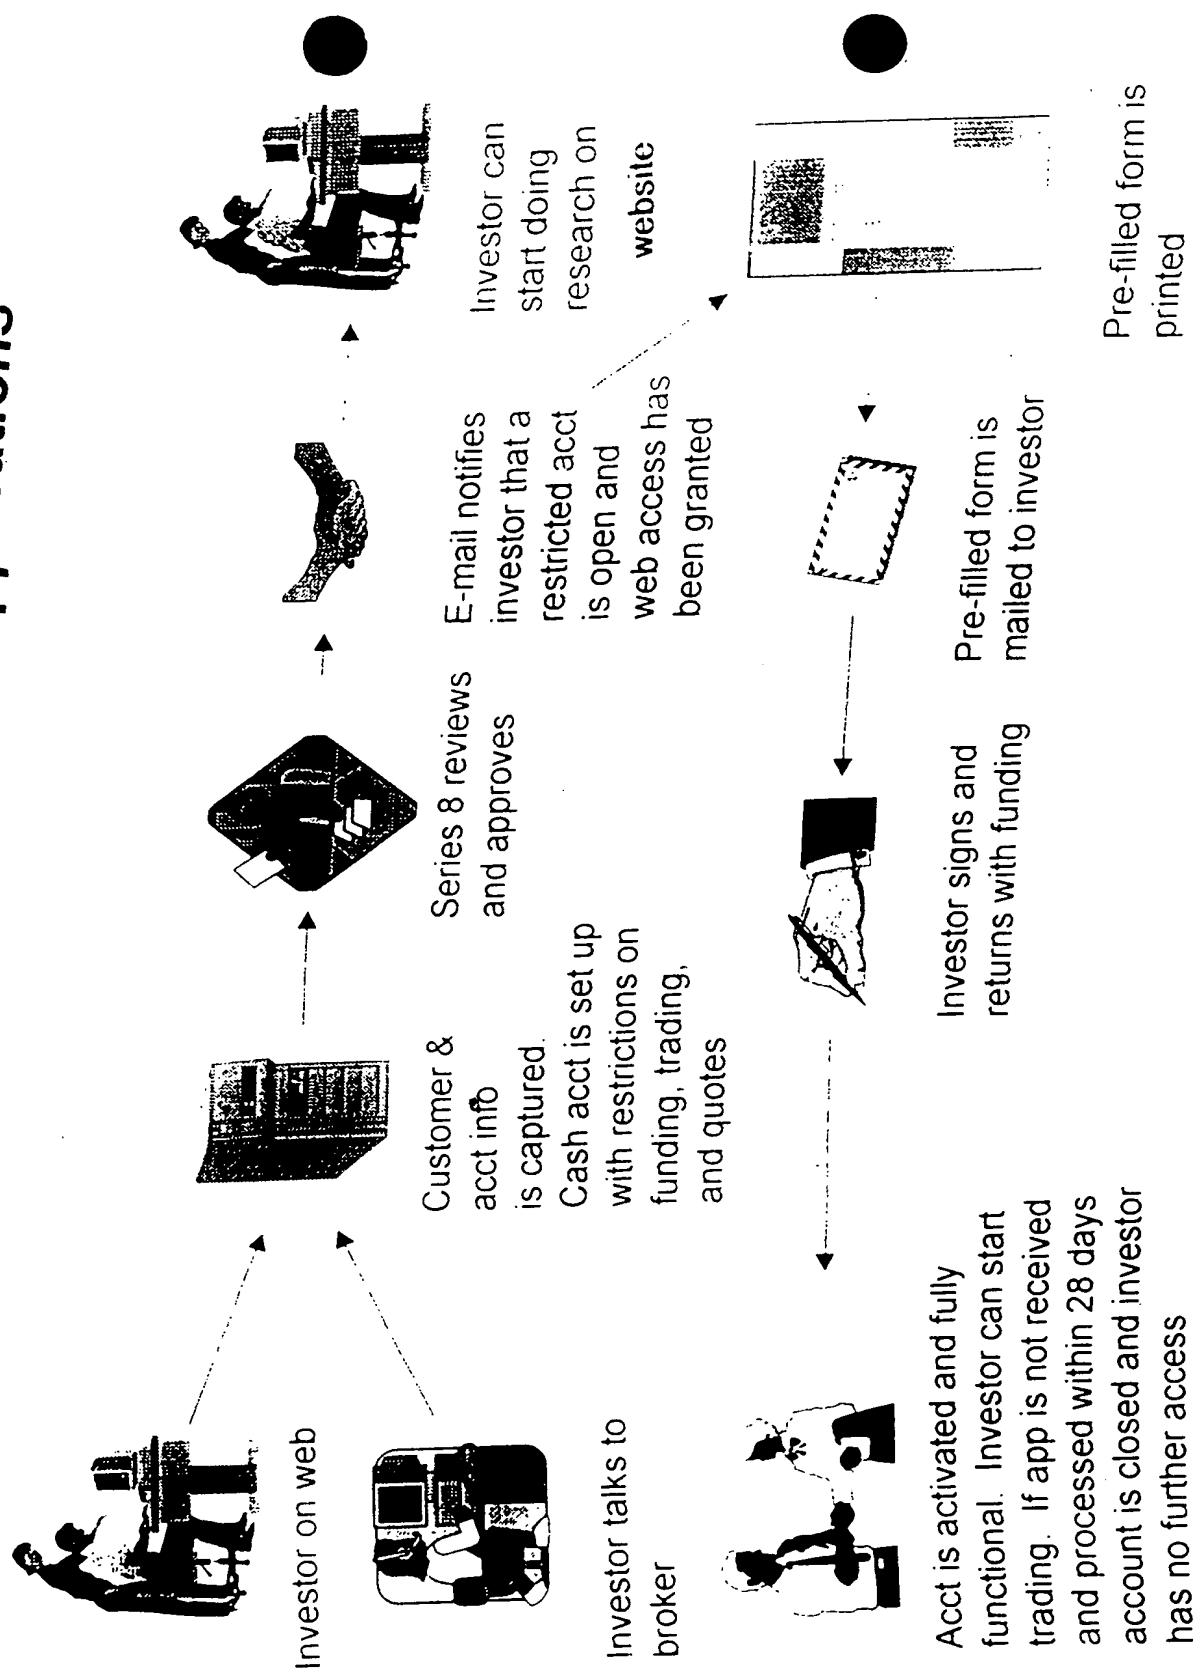 Investor on web
Investor talks to
broker
Customer &
acct info
is captured.
Cash acct is set up
with restrictions on
funding, trading,
and quotes
Series 8 reviews
and approves
E-mail notifies
investor that a
restricted acct
is open and
web access has
been granted
Investor can
start doing
research on
website
Pre-filled form is
printed
Pre-filled form is
mailed to investor
Investor signs and
returns with funding
Acct is activated and fully
functional. Investor can start
trading. If app is not received
and processed within 28 days
account is closed and investor
has no further access